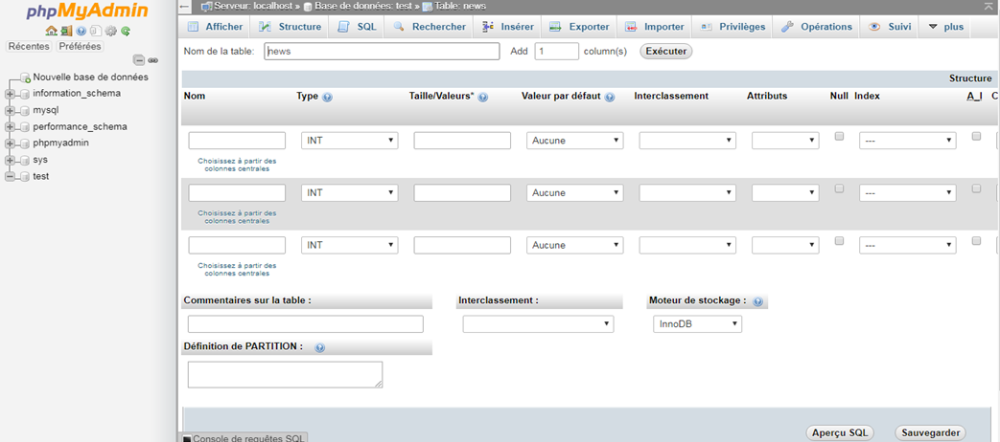 phpMyAdmin
Récentes Préférées
Nouvelle base de données
information_schema
mysql
performance_schema
phpmyadmin
sys
test
Serveur: localhost » Base de données: test » Table: news
Afficher Structure SQL Rechercher Insérer Exporter Importer Privilèges Opérations Suivi plus
Nom de la table: news Add 1 column(s) Exécuter
Structure
Nom Type Taille/Valeurs* Valeur par défaut Interclassement Attributs Null Index A_I C
INT Aucune ---
Choisissez à partir des
colonnes centrales
INT Aucune ---
Choisissez à partir des
colonnes centrales
INT Aucune ---
Choisissez à partir des
colonnes centrales
Commentaires sur la table : Interclassement : Moteur de stockage :
InnoDB
Définition de PARTITION :
Aperçu SQL Sauvegarder
Console de requêtes SQL